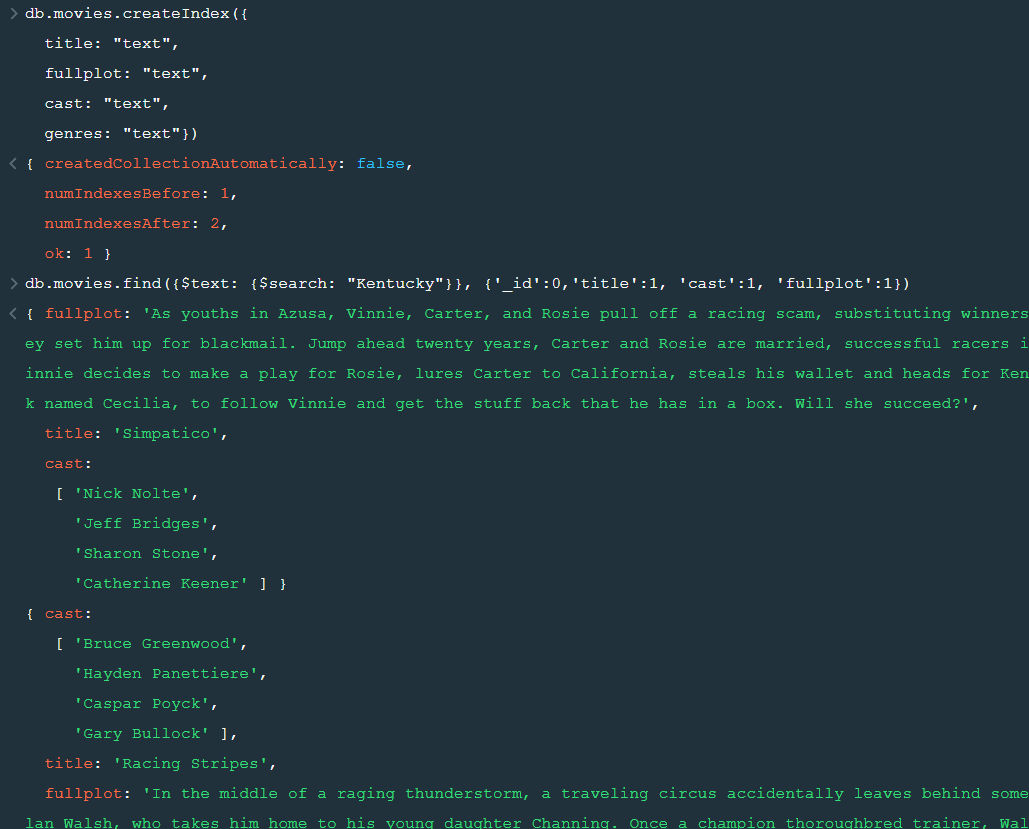 > db.movies.createIndex({
title: "text",
fullplot: "text",
cast: "text",
genres: "text"})
< { createdCollectionAutomatically: false,
numIndexesBefore: 1,
numIndexesAfter: 2,
ok: 1 }
> db.movies.find({$text: {$search: "Kentucky"}}, {'_id':0,'title':1, 'cast':1, 'fullplot':1})
< { fullplot: 'As youths in Azusa, Vinnie, Carter, and Rosie pull off a racing scam, substituting winners
ey set him up for blackmail. Jump ahead twenty years, Carter and Rosie are married, successful racers i
innie decides to make a play for Rosie, lures Carter to California, steals his wallet and heads for Ken
k named Cecilia, to follow Vinnie and get the stuff back that he has in a box. Will she succeed?',
title: 'Simpatico',
cast:
[ 'Nick Nolte',
'Jeff Bridges',
'Sharon Stone',
'Catherine Keener' ] }
{ cast:
[ 'Bruce Greenwood',
'Hayden Panettiere',
'Caspar Poyck',
'Gary Bullock' ],
title: 'Racing Stripes',
fullplot: 'In the middle of a raging thunderstorm, a traveling circus accidentally leaves behind some
lan Walsh, who takes him home to his young daughter Channing. Once a champion thoroughbred trainer, Wal